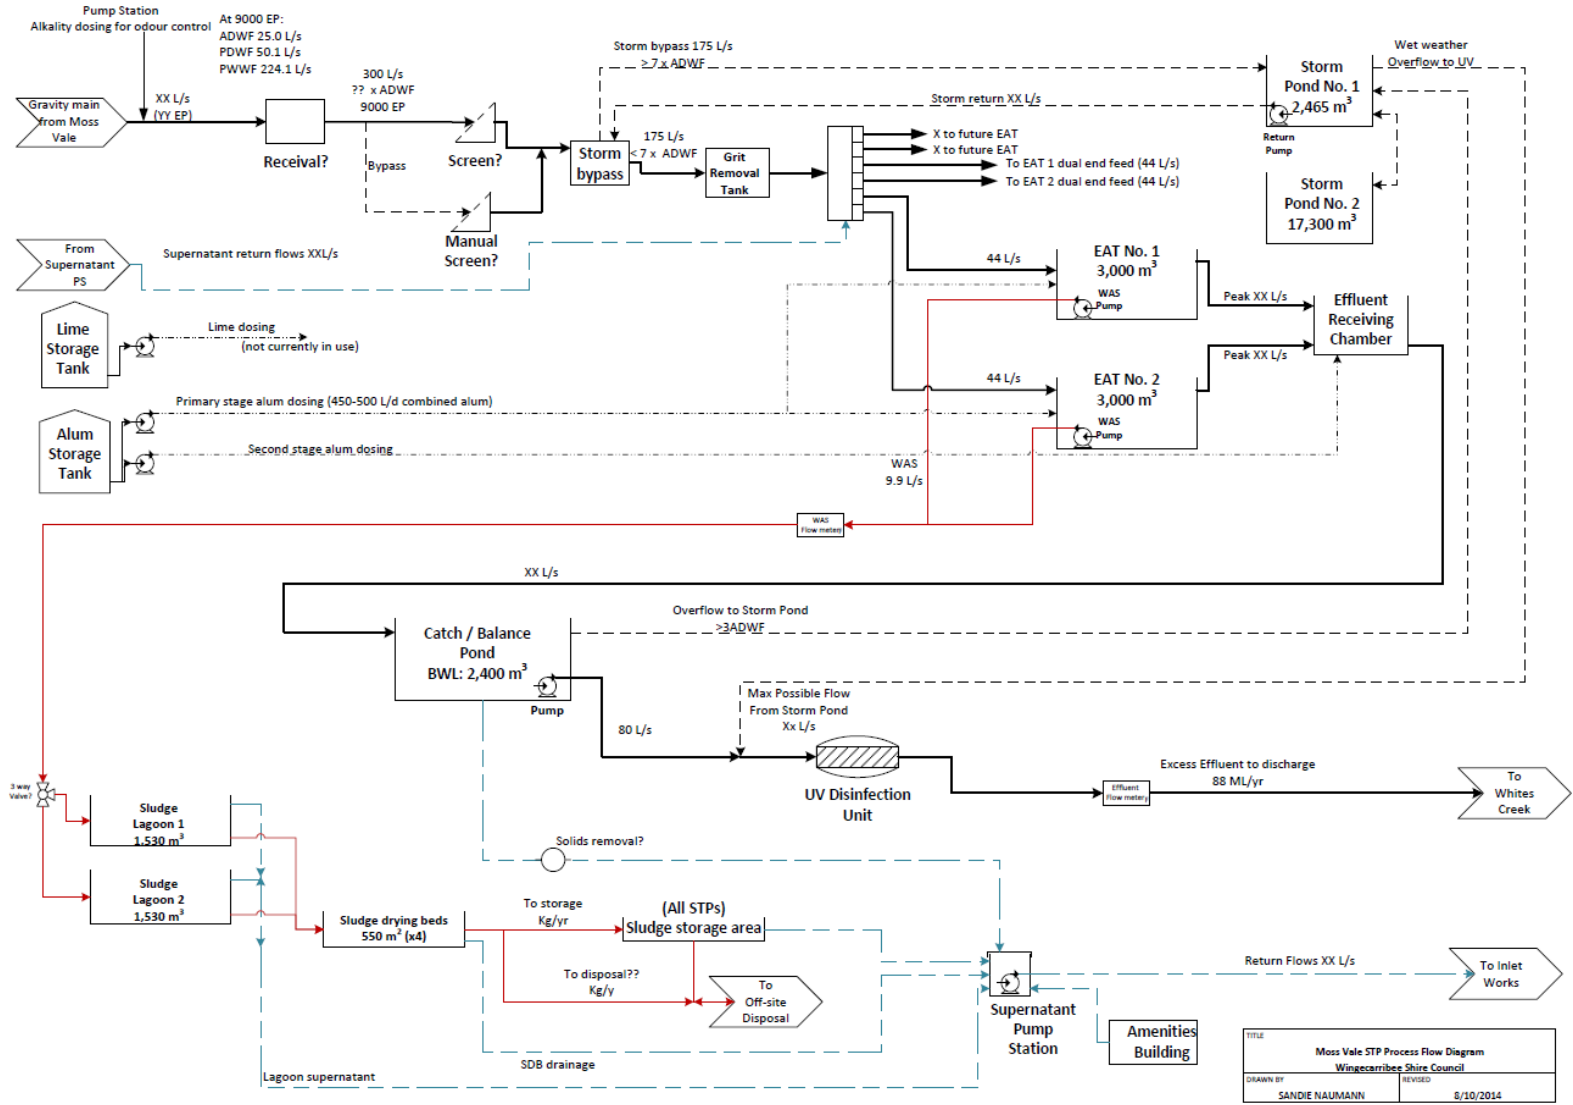 Pump Station
Alkality dosing for odour control
At 9000 EP:
ADWF 25.0 L/s
PDWF 50.1 L/s
PWWF 224.1 L/s
Gravity main
from Moss
Vale
XX L/s
(YY EP)
Receival?
300 L/s
?? x ADWF
9000 EP
Bypass
Screen?
Manual
Screen?
Storm
bypass
Storm bypass 175 L/s
> 7 x ADWF
Storm return XX L/s
175 L/s
< 7 x ADWF
Grit
Removal
Tank
X to future EAT
X to future EAT
To EAT 1 dual end feed (44 L/s)
To EAT 2 dual end feed (44 L/s)
Storm
Pond No. 1
2,465 m³
Return
Pump
Wet weather
Overflow to UV
Storm
Pond No. 2
17,300 m³
From
Supernatant
PS
Supernatant return flows XXL/s
Lime
Storage
Tank
Lime dosing
(not currently in use)
Alum
Storage
Tank
Primary stage alum dosing (450-500 L/d combined alum)
Second stage alum dosing
44 L/s
EAT No. 1
3,000 m³
WAS
Pump
Peak XX L/s
Effluent
Receiving
Chamber
44 L/s
EAT No. 2
3,000 m³
WAS
Pump
Peak XX L/s
WAS
9.9 L/s
WAS
Flow metery
XX L/s
Catch / Balance
Pond
BWL: 2,400 m³
Pump
Overflow to Storm Pond
>3ADWF
80 L/s
Max Possible Flow
From Storm Pond
Xx L/s
UV Disinfection
Unit
Effluent
Flow metery
Excess Effluent to discharge
88 ML/yr
To
Whites
Creek
3 way
Valve?
Sludge
Lagoon 1
1,530 m³
Sludge
Lagoon 2
1,530 m³
Solids removal?
Sludge drying beds
550 m² (x4)
To storage
Kg/yr
(All STPs)
Sludge storage area
To disposal??
Kg/y
To
Off-site
Disposal
SDB drainage
Lagoon supernatant
Supernatant
Pump
Station
Return Flows XX L/s
To Inlet
Works
Amenities
Building
TITLE
Moss Vale STP Process Flow Diagram
Wingecarribee Shire Council
DRAWN BY
SANDIE NAUMANN
REVISED
8/10/2014